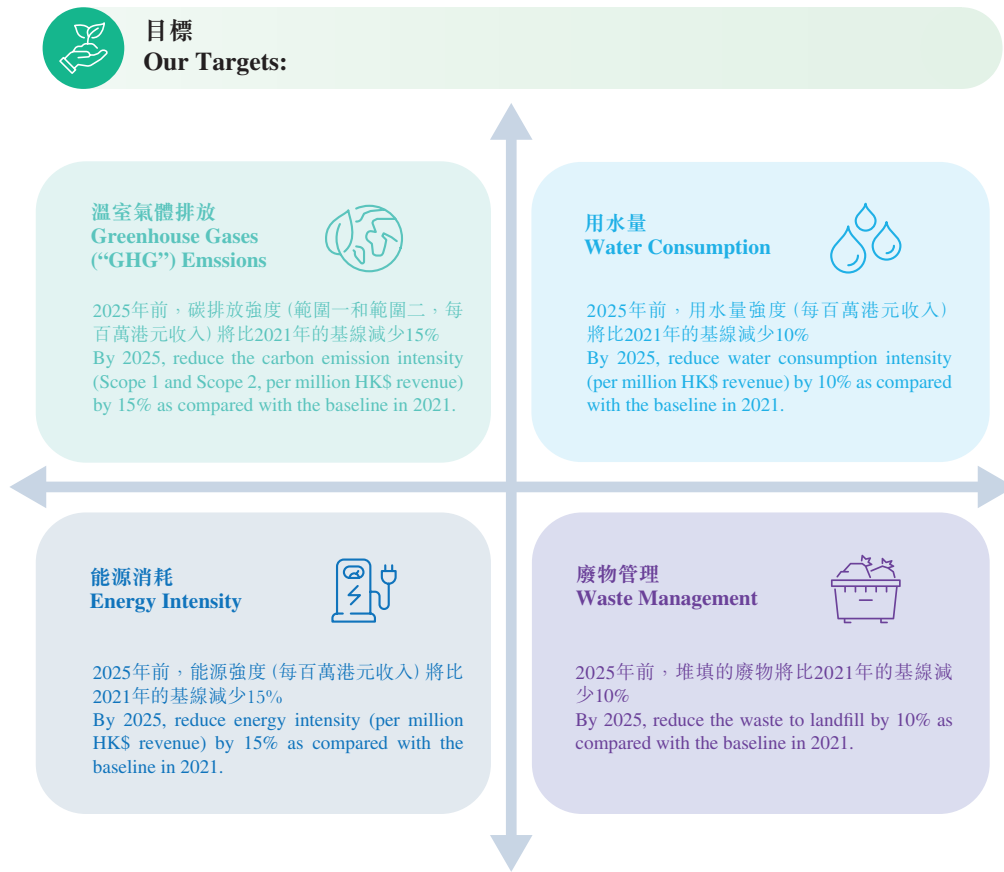 目標
Our Targets:
溫室氣體排放
Greenhouse Gases
(“GHG”) Emssions
2025年前，碳排放強度 (範圍一和範圍二，每
百萬港元收入) 將比2021年的基線減少15%
By 2025, reduce the carbon emission intensity
(Scope 1 and Scope 2, per million HK$ revenue)
by 15% as compared with the baseline in 2021.
用水量
Water Consumption
2025年前，用水量強度 (每百萬港元收入)
將比2021年的基線減少10%
By 2025, reduce water consumption intensity
(per million HK$ revenue) by 10% as compared
with the baseline in 2021.
能源消耗
Energy Intensity
2025年前，能源強度 (每百萬港元收入) 將比
2021年的基線減少15%
By 2025, reduce energy intensity (per million
HK$ revenue) by 15% as compared with the
baseline in 2021.
廢物管理
Waste Management
2025年前，堆填的廢物將比2021年的基線減
少10%
By 2025, reduce the waste to landfill by 10% as
compared with the baseline in 2021.